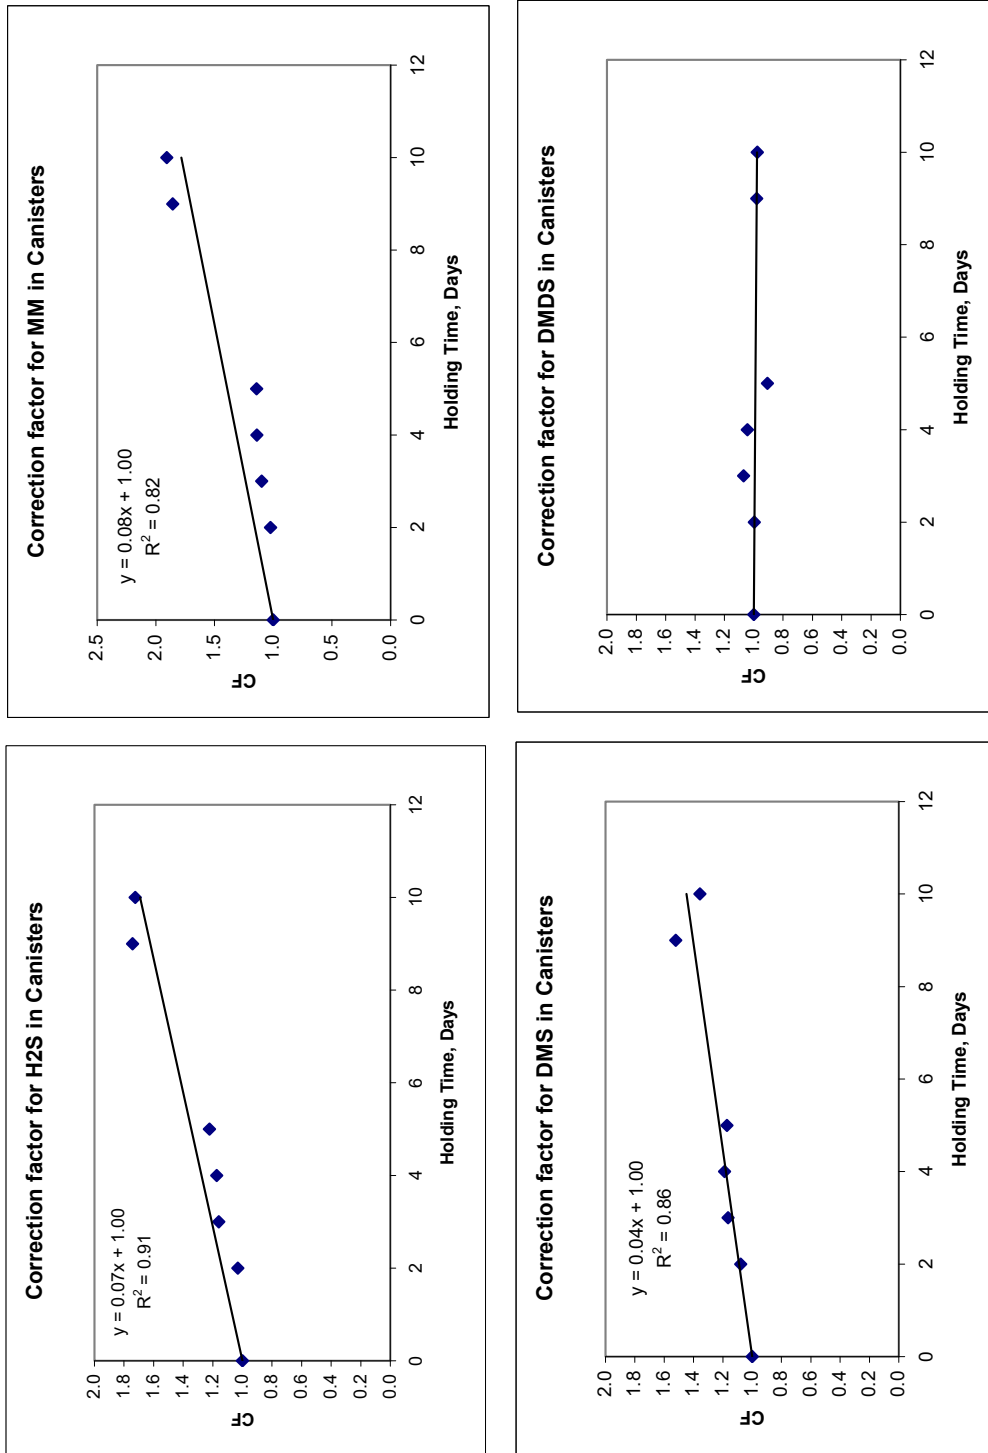 Correction factor for H2S in Canisters
y = 0.07x + 1.00
R² = 0.91
2.0
1.8
1.6
1.4
1.2
1.0
0.8
0.6
0.4
0.2
0.0
CF
0 2 4 6 8 10 12
Holding Time, Days
Correction factor for MM in Canisters
y = 0.08x + 1.00
R² = 0.82
2.5
2.0
1.5
1.0
0.5
0.0
CF
0 2 4 6 8 10 12
Holding Time, Days
Correction factor for DMS in Canisters
y = 0.04x + 1.00
R² = 0.86
2.0
1.8
1.6
1.4
1.2
1.0
0.8
0.6
0.4
0.2
0.0
CF
0 2 4 6 8 10 12
Holding Time, Days
Correction factor for DMDS in Canisters
2.0
1.8
1.6
1.4
1.2
1.0
0.8
0.6
0.4
0.2
0.0
CF
0 2 4 6 8 10 12
Holding Time, Days